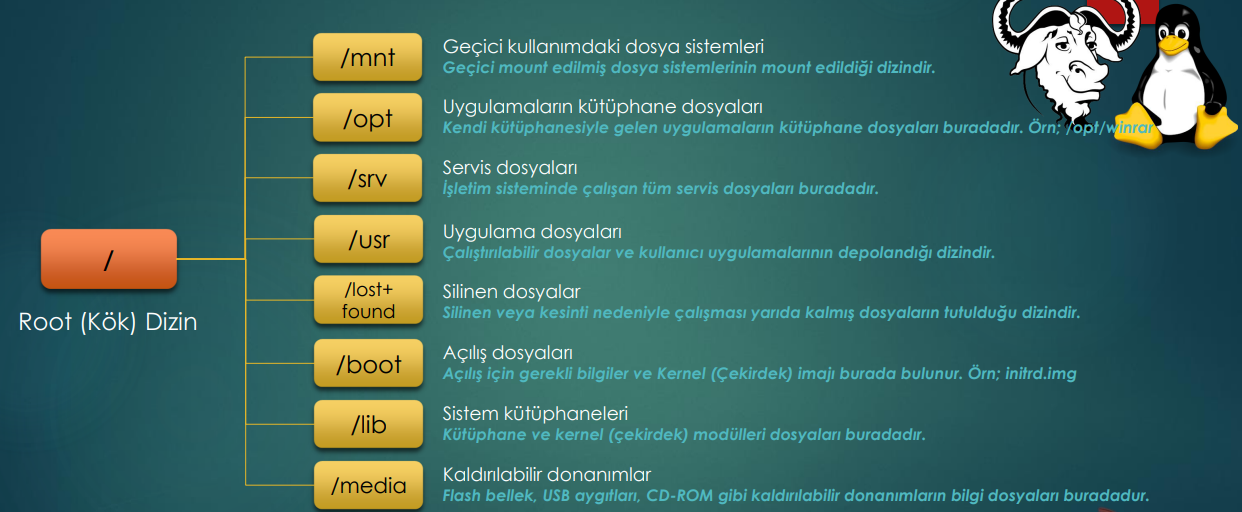 /mnt
Geçici kullanımdaki dosya sistemleri
Geçici mount edilmiş dosya sistemlerinin mount edildiği dizindir.
/opt
Uygulamaların kütüphane dosyaları
Kendi kütüphanesiyle gelen uygulamaların kütüphane dosyaları buradadır. Örn; /opt/winrar
/srv
Servis dosyaları
İşletim sisteminde çalışan tüm servis dosyaları buradadır.
/
Root (Kök) Dizin
/usr
Uygulama dosyaları
Çalıştırılabilir dosyalar ve kullanıcı uygulamalarının depolandığı dizindir.
/lost+
found
Silinen dosyalar
Silinen veya kesinti nedeniyle çalışması yarıda kalmış dosyaların tutulduğu dizindir.
/boot
Açılış dosyaları
Açılış için gerekli bilgiler ve Kernel (Çekirdek) imajı burada bulunur. Örn; initrd.img
/lib
Sistem kütüphaneleri
Kütüphane ve kernel (çekirdek) modülleri dosyaları buradadır.
/media
Kaldırılabilir donanımlar
Flash bellek, USB aygıtları, CD-ROM gibi kaldırılabilir donanımların bilgi dosyaları buradadur.